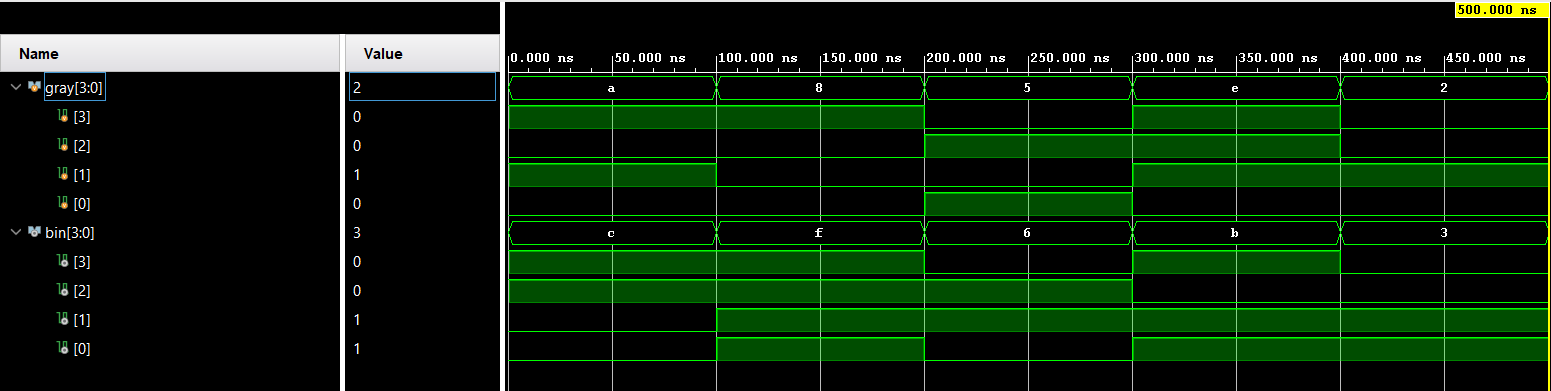 500.000 ns
Name Value
0.000 ns 50.000 ns 100.000 ns 150.000 ns 200.000 ns 250.000 ns 300.000 ns 350.000 ns 400.000 ns 450.000 ns
gray[3:0] 2 a 8 5 e 2
[3] 0
[2] 0
[1] 1
[0] 0
bin[3:0] 3 c f 6 b 3
[3] 0
[2] 0
[1] 1
[0] 1